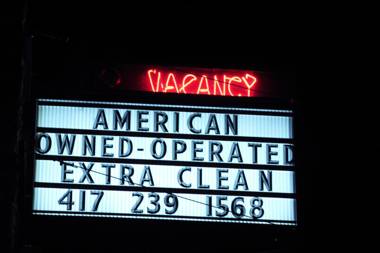 VACANCY
AMERICAN
OWNED-OPERATED
EXTRA CLEAN
417 239 1568